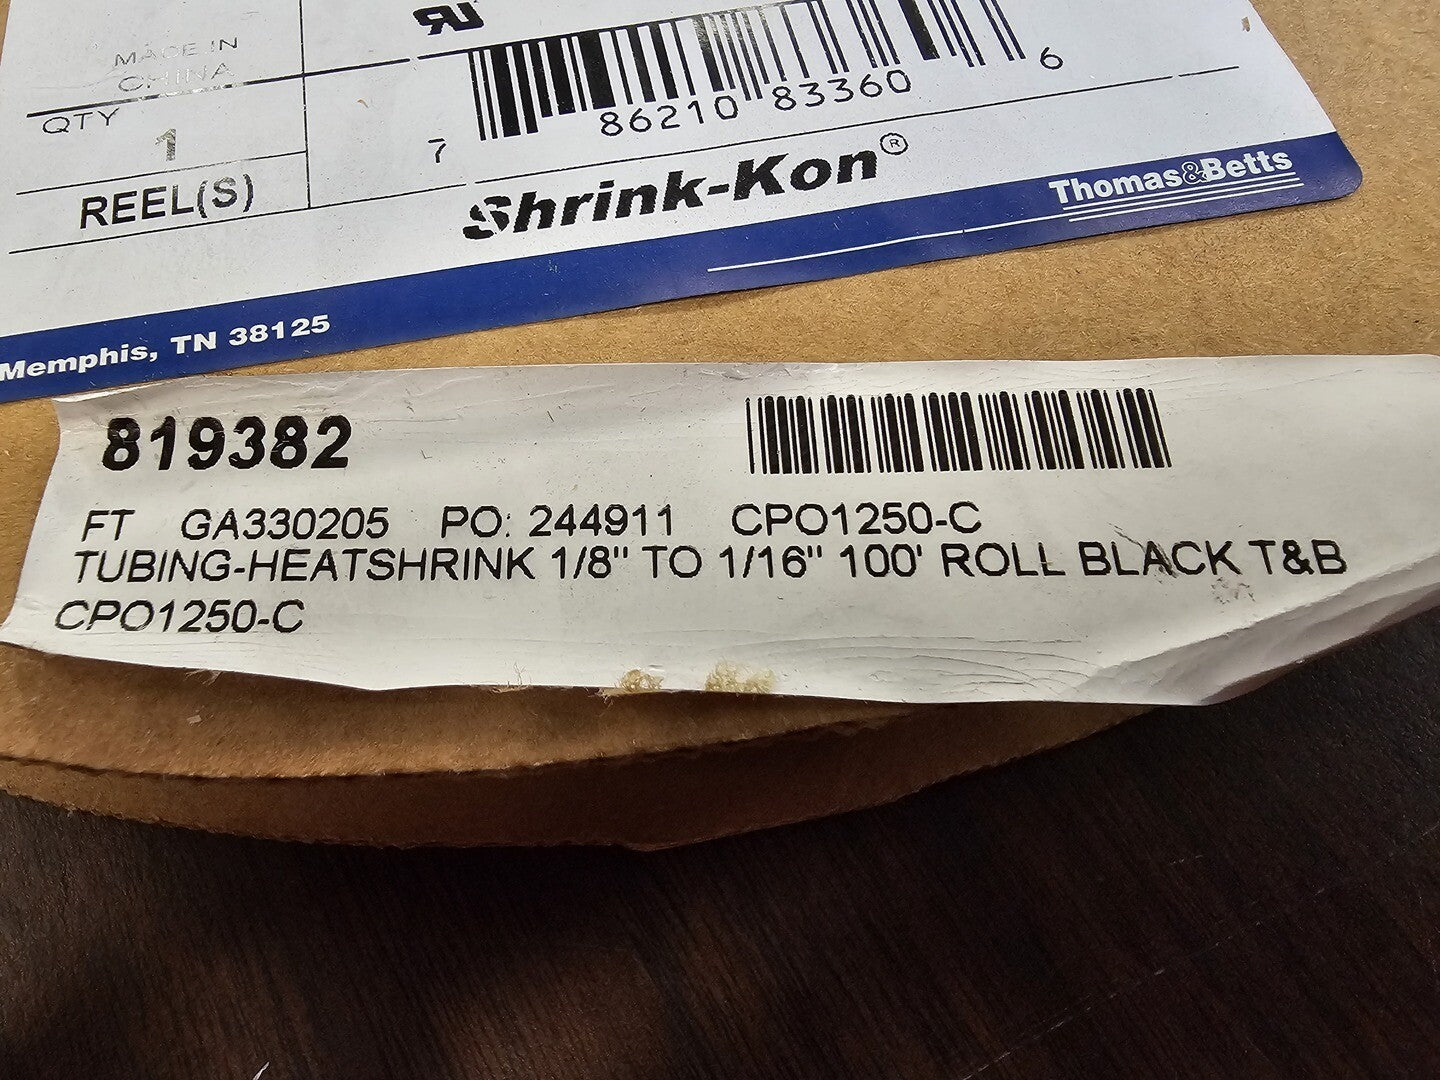 MADE IN
CHINA
QTY
1
REEL(S)
7 86210 83360 6
Shrink-Kon®
Thomas&Betts
Memphis, TN 38125
819382
FT GA330205 PO: 244911 CPO1250-C
TUBING-HEATSHRINK 1/8" TO 1/16" 100' ROLL BLACK T&B
CPO1250-C